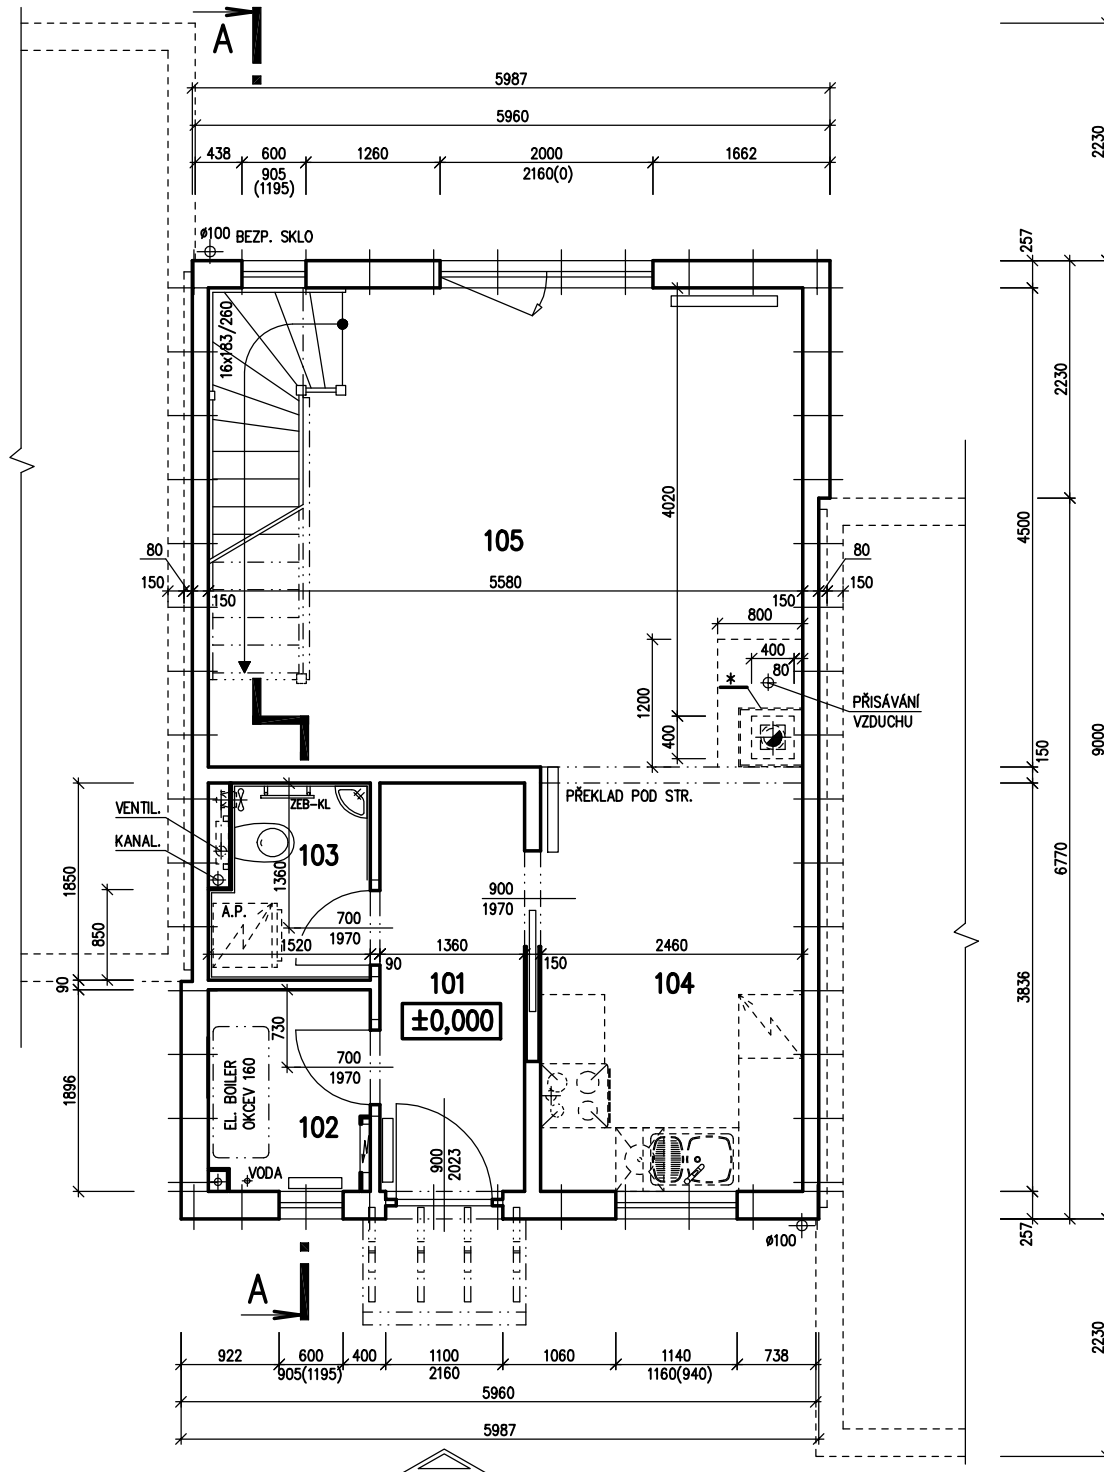 A
5987
5960
438 600 1260 2000 1662
905 2160(0)
(1195)
2230
ø100 BEZP. SKLO
257
16x183/260
2230
4020
105
4500
80 80
150 5580 150
150 150
800
400
80
*
1200
PŘISÁVÁNÍ
VZDUCHU
400
150
9000
PŘEKLAD POD STR.
VENTIL.
ZEB-KL
KANAL.
103
1360
6770
1850
900
1970
850
A.P.
700
1970
1520 1360 2460
90 150
90
101 104
3836
±0,000
730
EL. BOILER
OKCEV 160
700
1970
1896
102
900
2023
VODA
ø100
257
A
2230
922 600 400 1100 1060 1140 738
905(1195) 2160 1160(940)
5960
5987